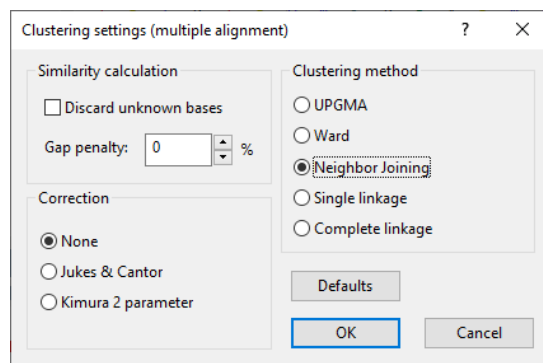 Clustering settings (multiple alignment)
?
Similarity calculation
Discard unknown bases
Gap penalty: 0 %
Correction
None
Jukes & Cantor
Kimura 2 parameter
Clustering method
UPGMA
Ward
Neighbor Joining
Single linkage
Complete linkage
Defaults
OK Cancel